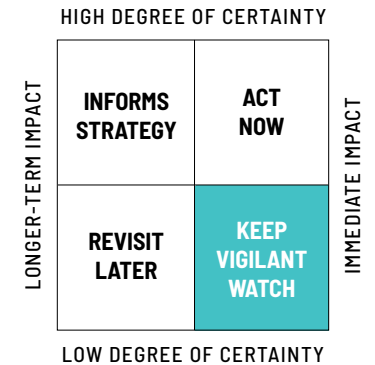 HIGH DEGREE OF CERTAINTY
LONGER-TERM IMPACT
INFORMS
STRATEGY
ACT
NOW
IMMEDIATE IMPACT
REVISIT
LATER
KEEP
VIGILANT
WATCH
LOW DEGREE OF CERTAINTY